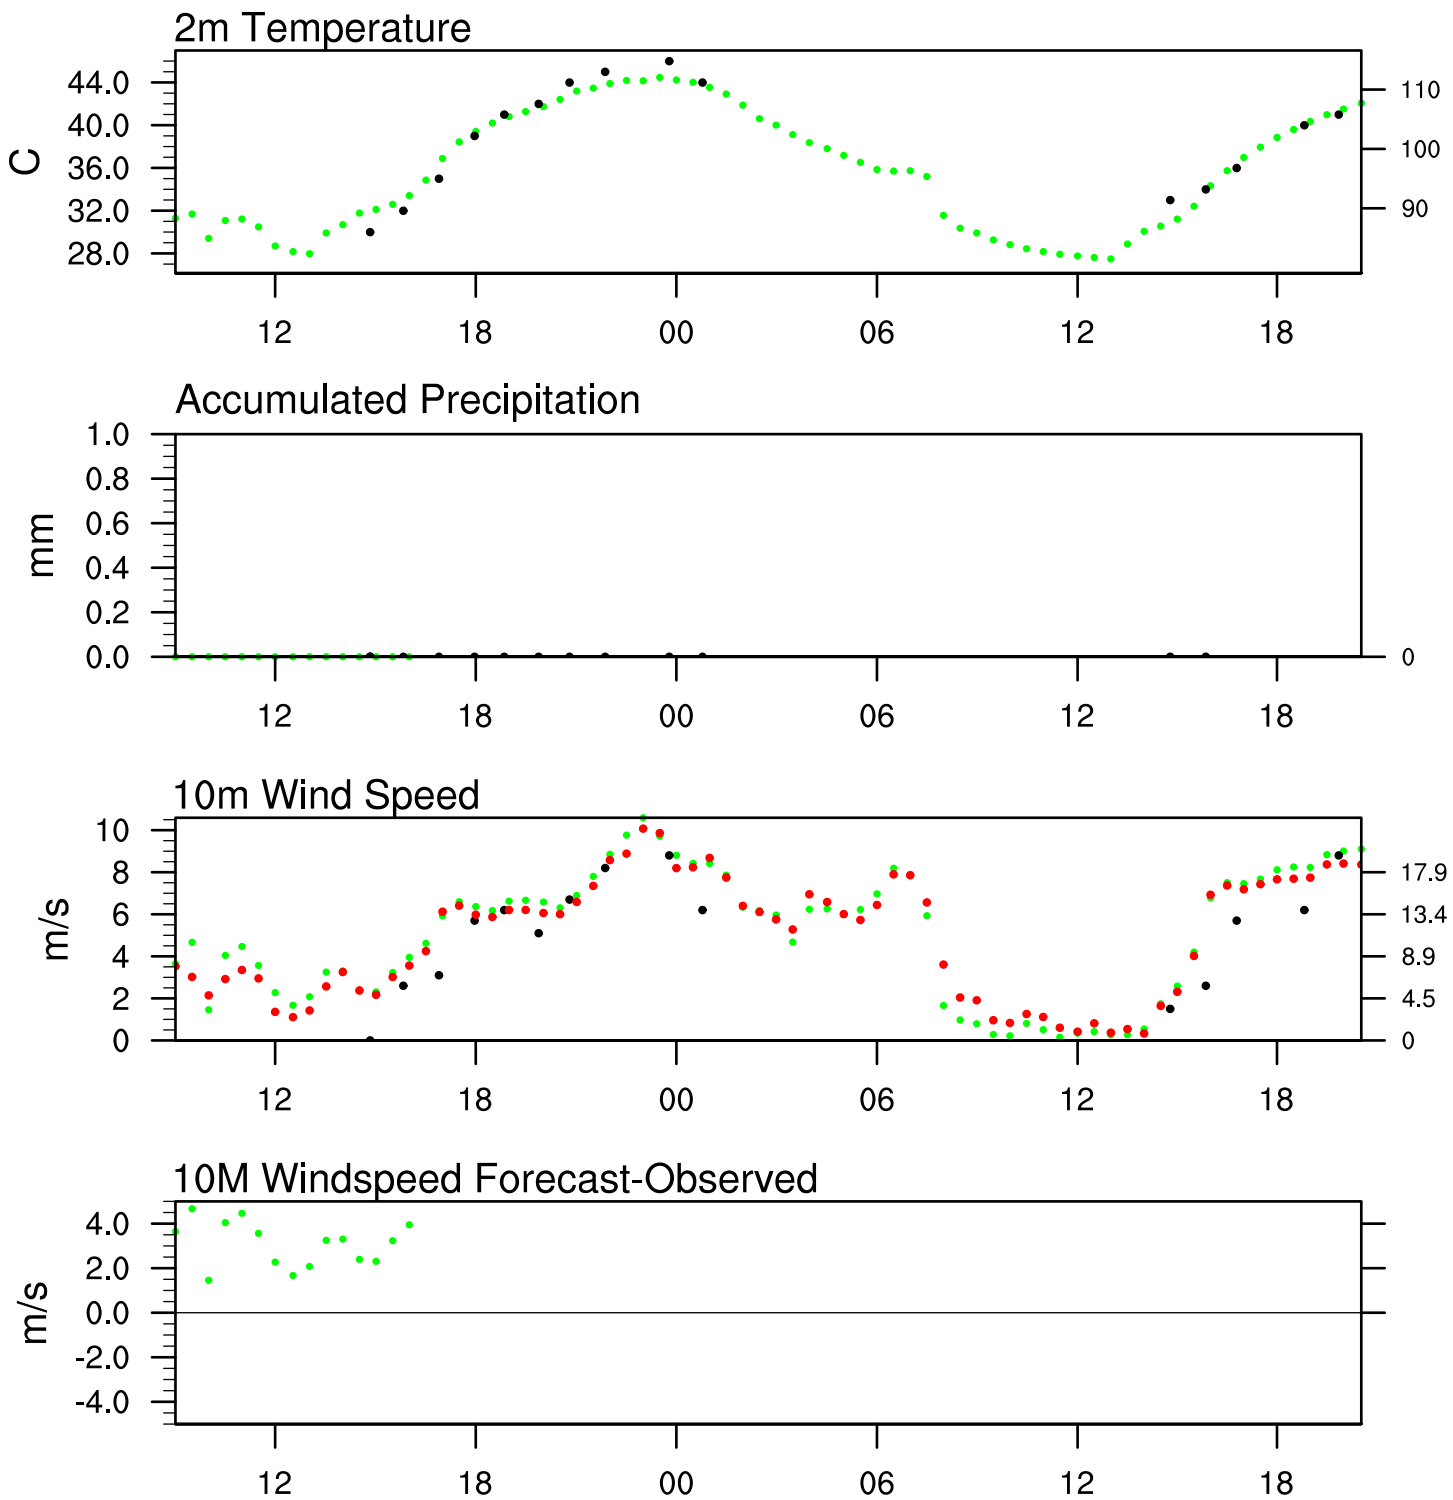 2m Temperature
44.0
40.0
36.0
32.0
28.0
C
110
100
90
12 18 00 06 12 18
Accumulated Precipitation
1.0
0.8
0.6
0.4
0.2
0.0
mm
0
12 18 00 06 12 18
10m Wind Speed
10
8
6
4
2
0
m/s
17.9
13.4
8.9
4.5
0
12 18 00 06 12 18
10M Windspeed Forecast-Observed
4.0
2.0
0.0
-2.0
-4.0
m/s
12 18 00 06 12 18